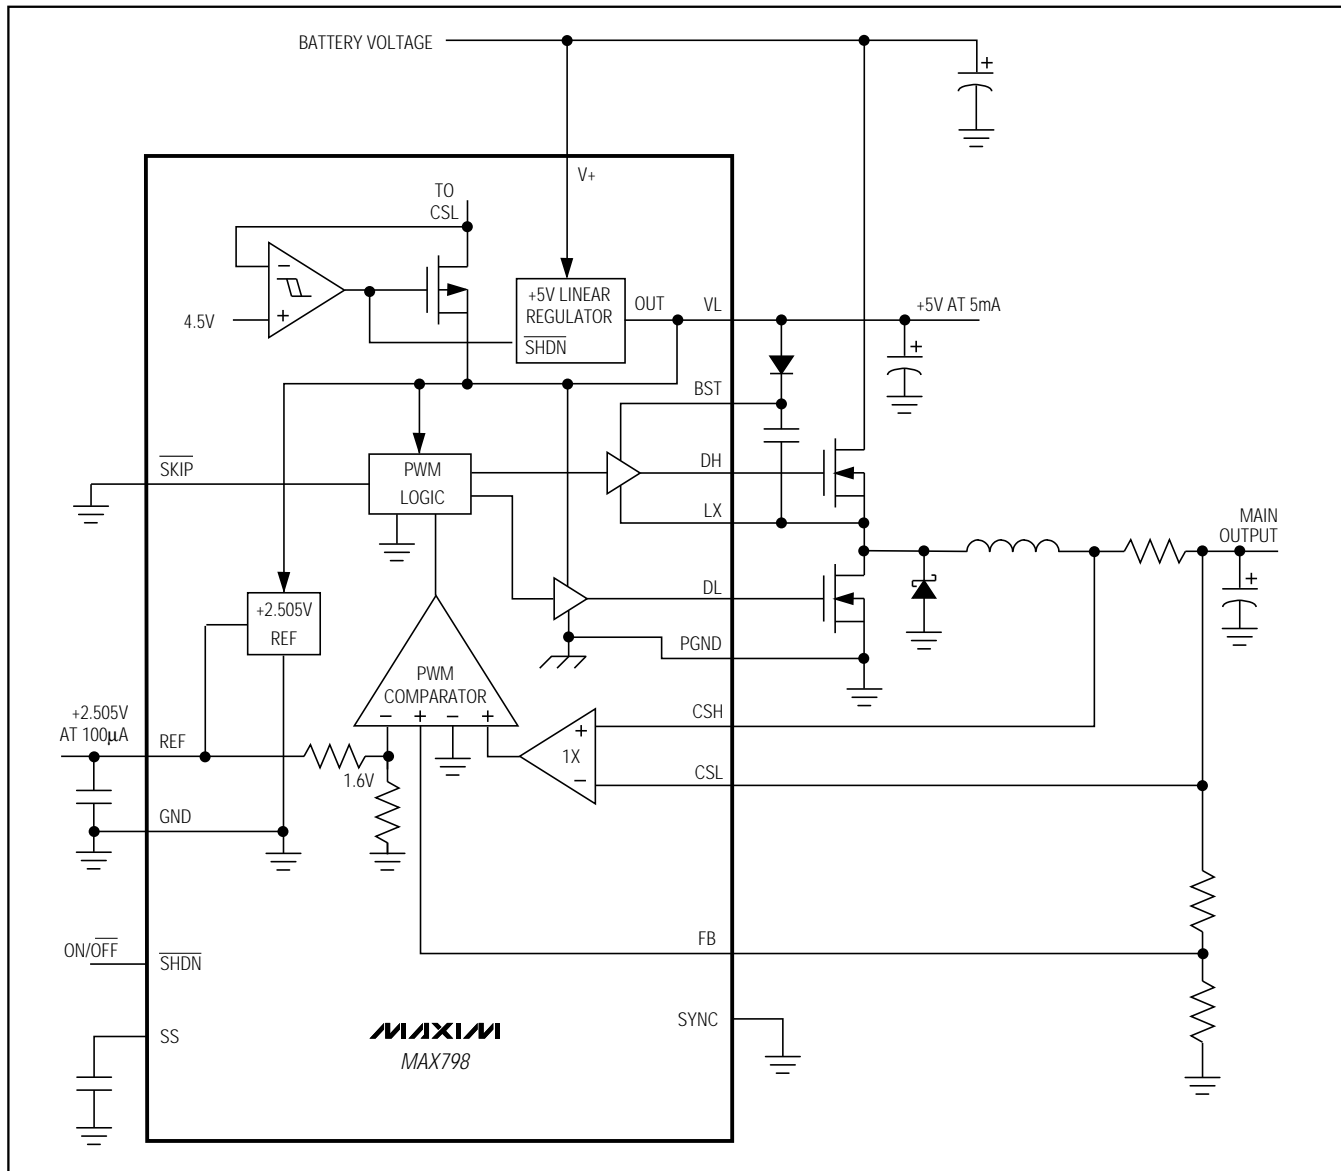 BATTERY VOLTAGE
+
V+
TO
CSL
−
4.5V
+
+5V LINEAR
REGULATOR
SHDN
OUT
VL
+5V AT 5mA
+
BST
SKIP
PWM
LOGIC
DH
LX
MAIN
OUTPUT
+
+2.505V
REF
DL
PGND
PWM
COMPARATOR
− + − +
+2.505V
AT 100μA
REF
1.6V
+
1X
−
CSH
CSL
GND
FB
ON/OFF
SHDN
SS
SYNC
MAXIM
MAX798